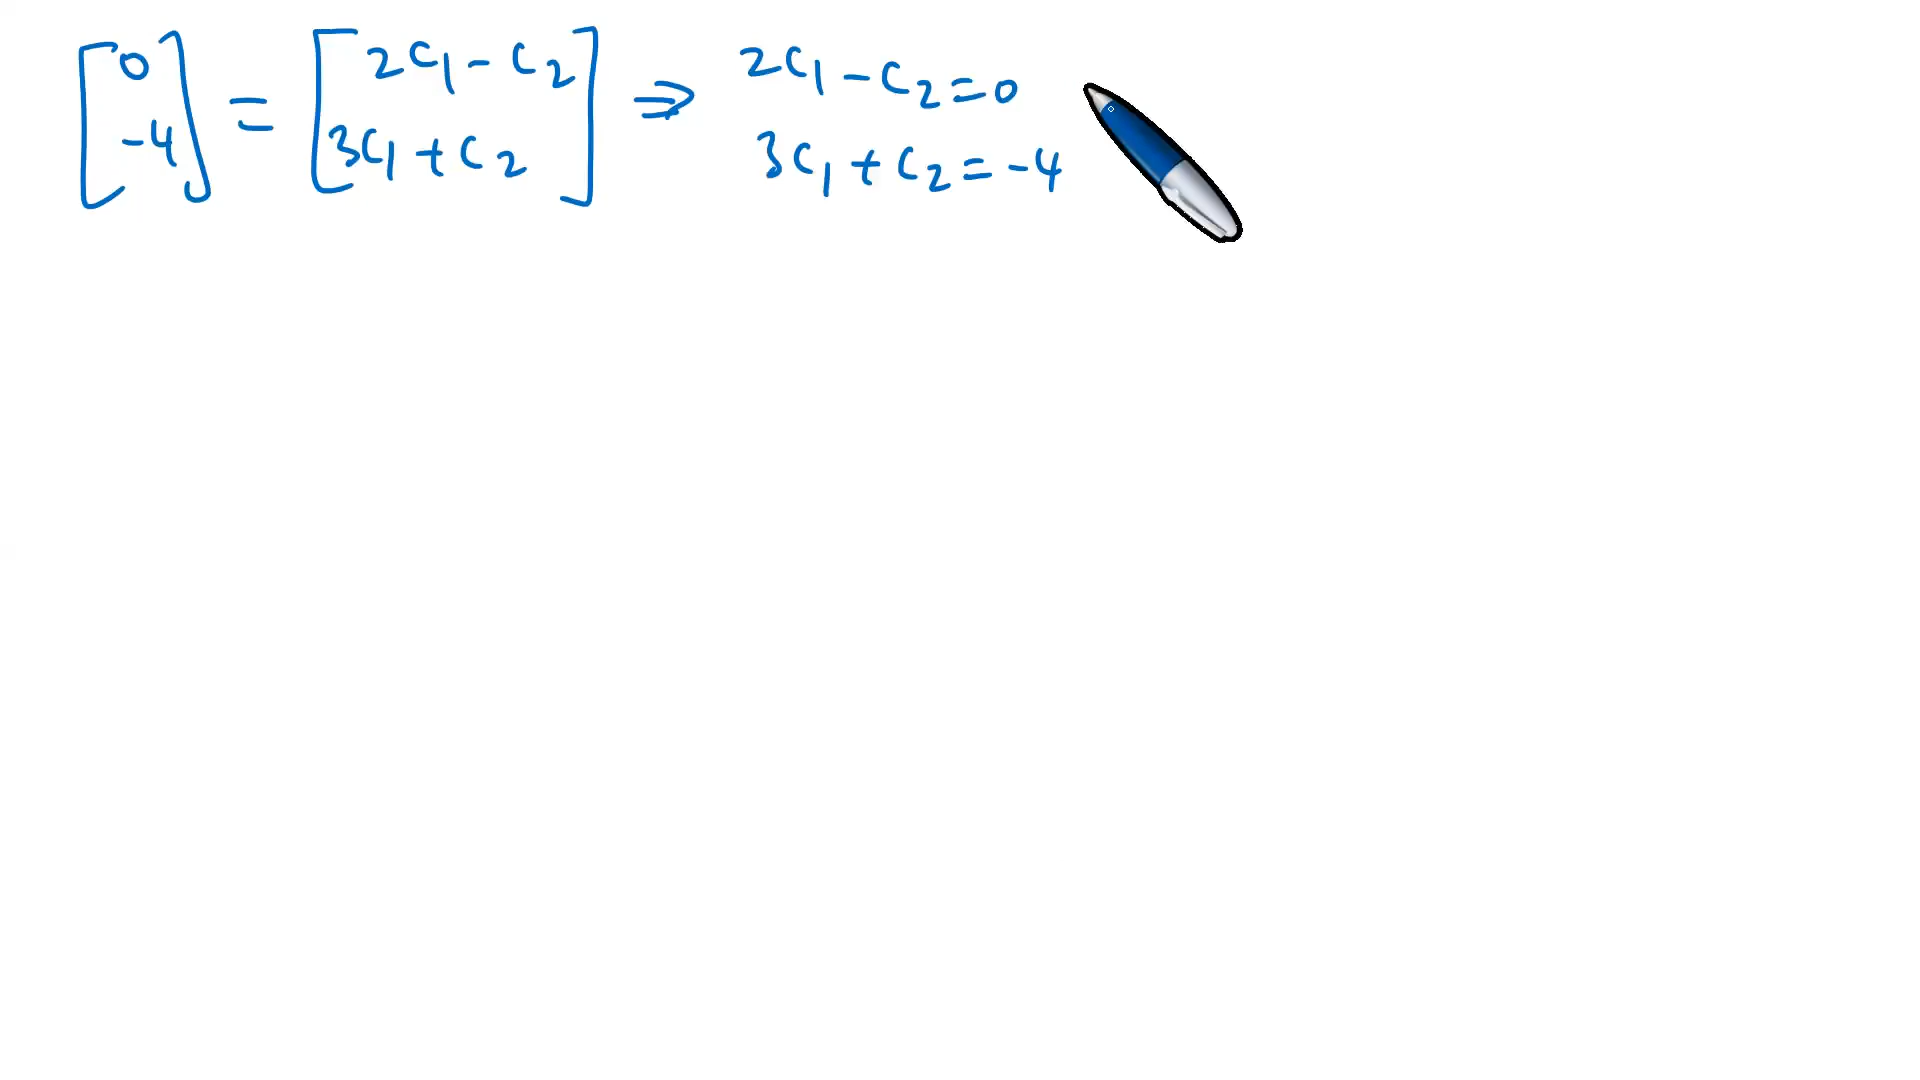 [0 = [2C₁ - C₂ ⇒ 2C₁ - C₂ = 0
-4] 3C₁ + C₂] 3C₁ + C₂ = -4